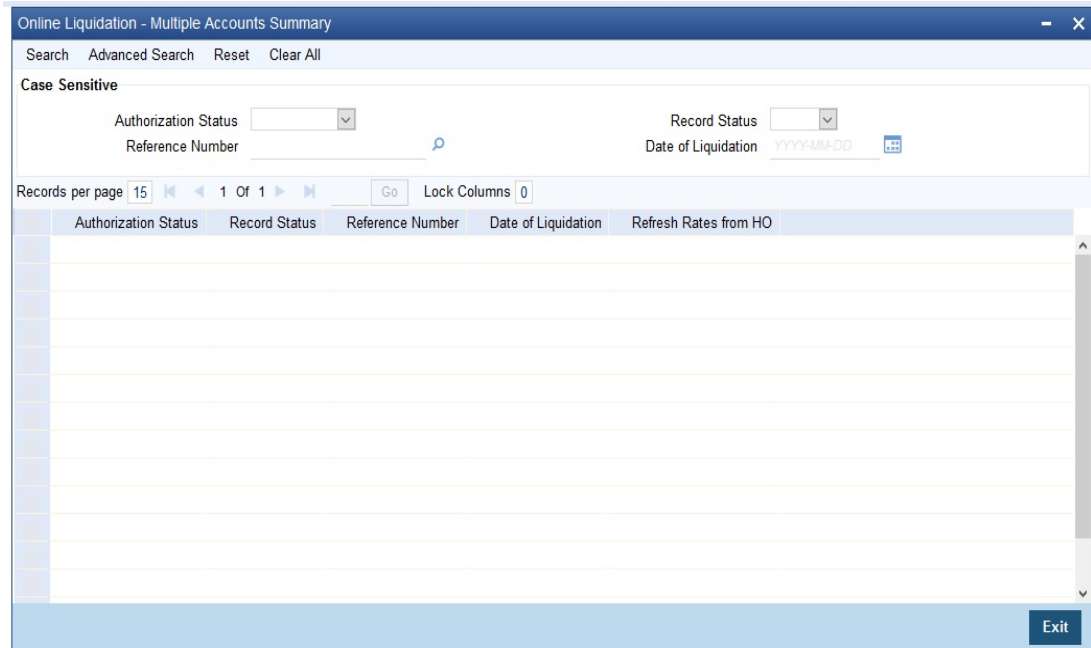 Online Liquidation - Multiple Accounts Summary
Search Advanced Search Reset Clear All
Case Sensitive
Authorization Status Record Status
Reference Number Date of Liquidation YYYY-MM-DD
Records per page 15 1 Of 1 Go Lock Columns 0
Authorization Status Record Status Reference Number Date of Liquidation Refresh Rates from HO
Exit